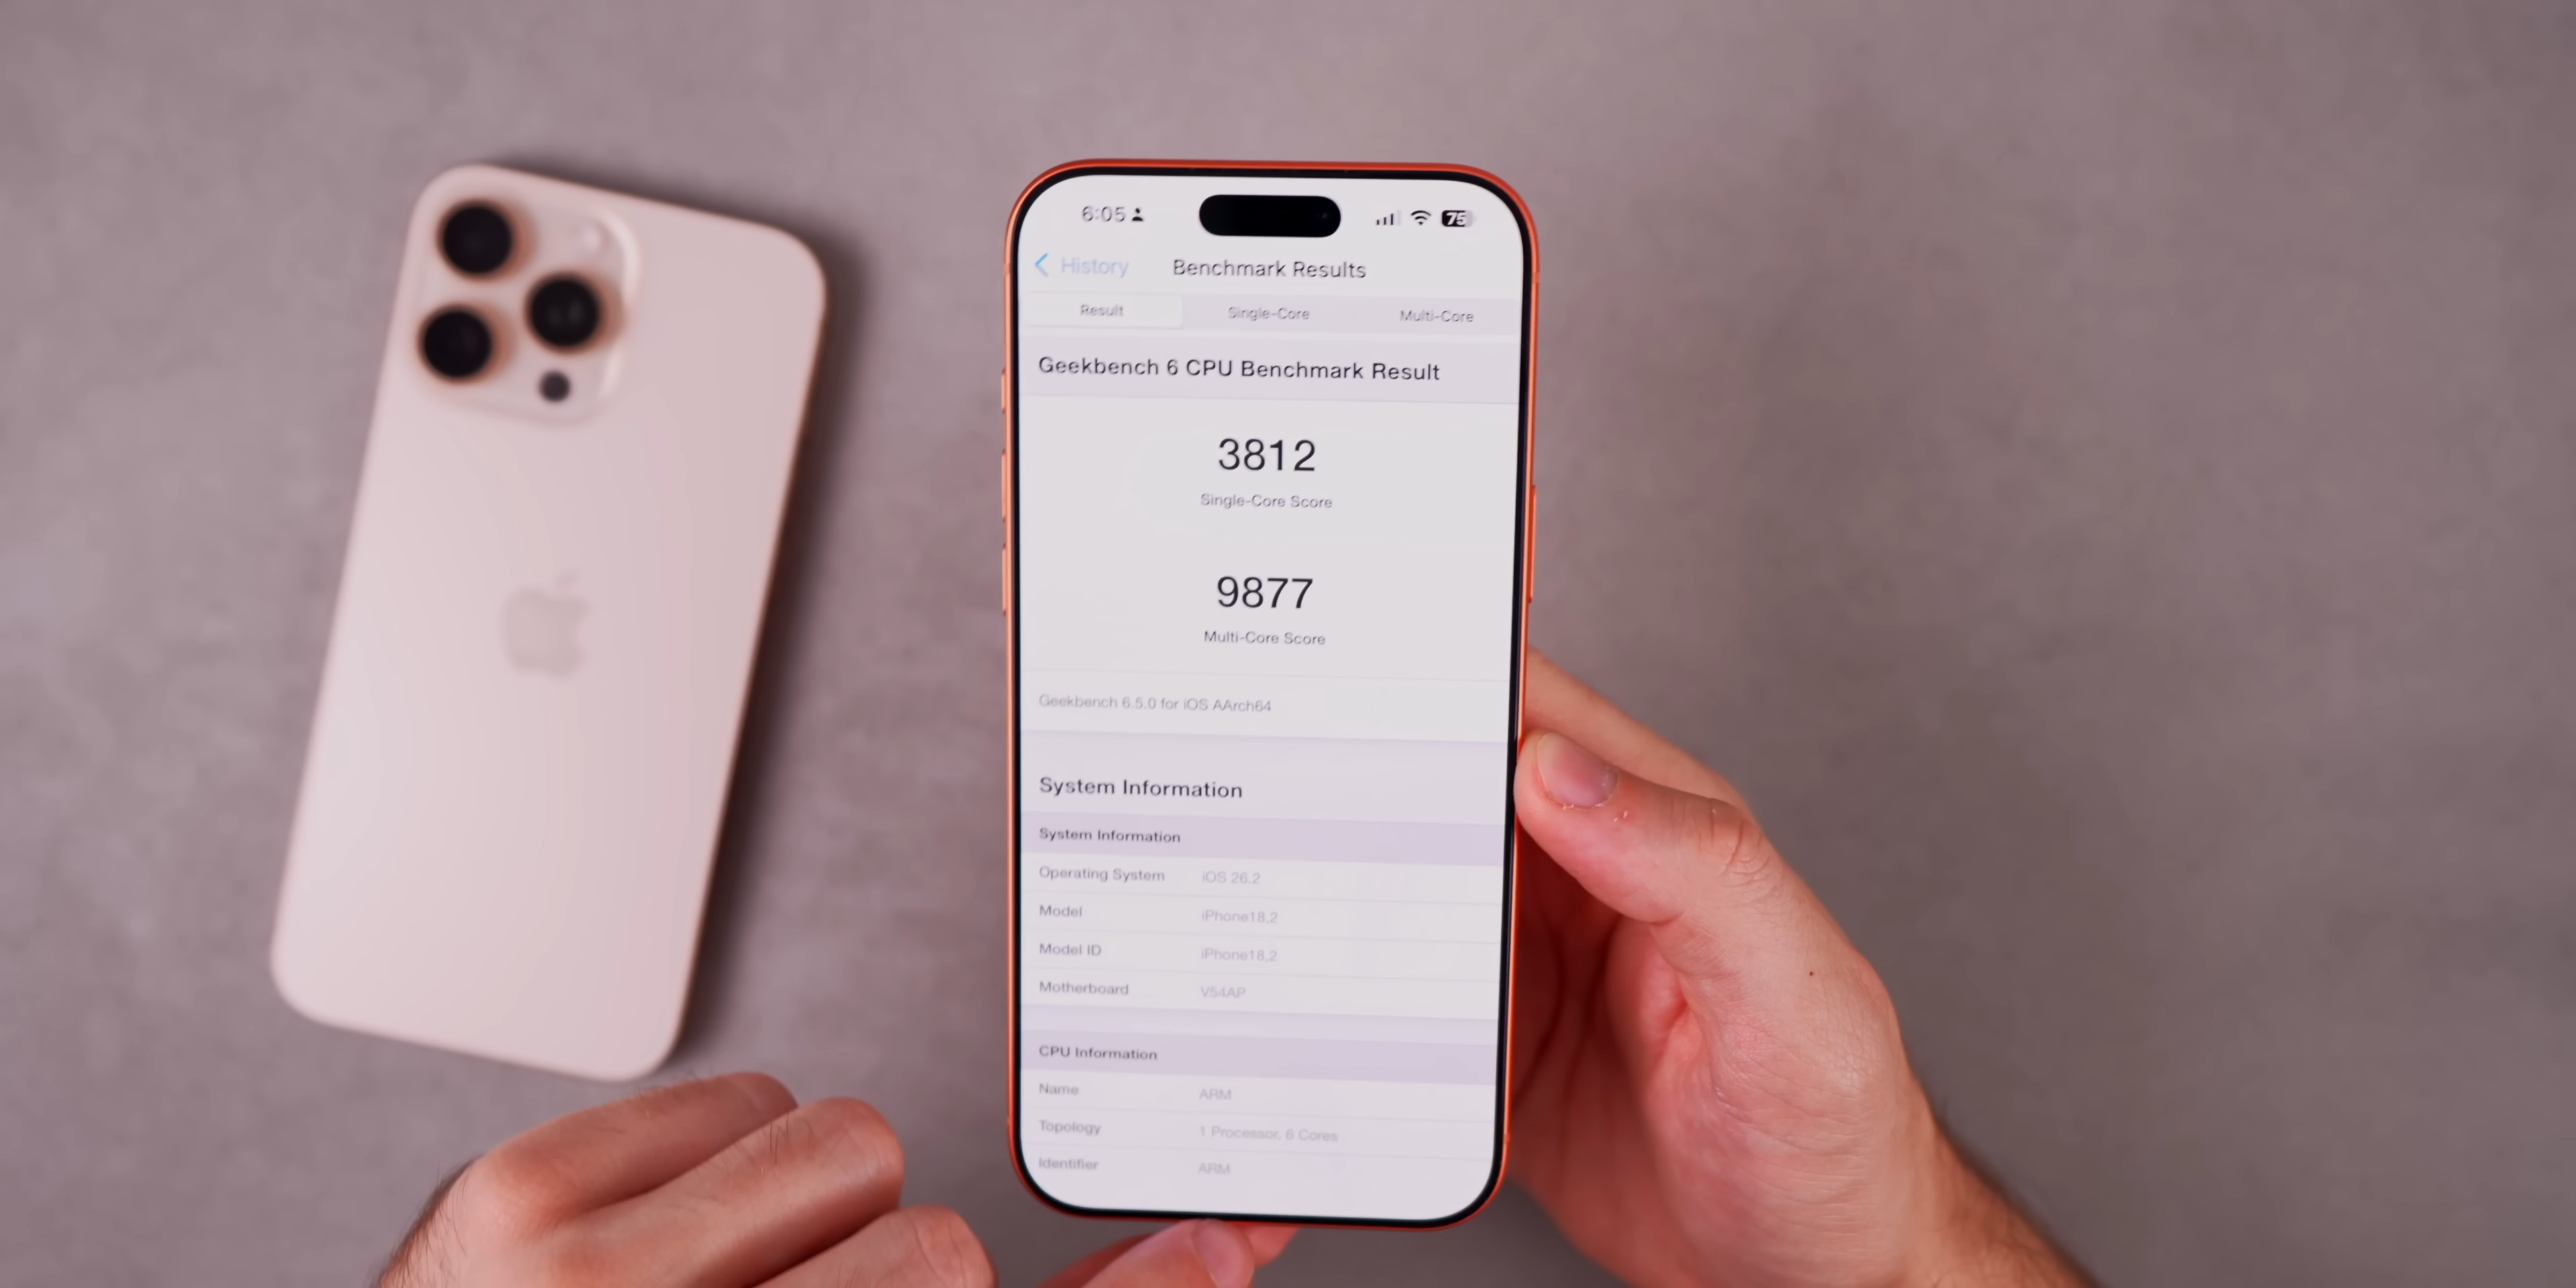 6:05
75
History
Benchmark Results
Result
Single-Core
Multi-Core
Geekbench 6 CPU Benchmark Result
3812
Single-Core Score
9877
Multi-Core Score
Geekbench 6.5.0 for iOS AArch64
System Information
System Information
Operating System iOS 26.2
Model iPhone18,2
Model ID iPhone18,2
Motherboard V54AP
CPU Information
Name ARM
Topology 1 Processor, 6 Cores
Identifier ARM